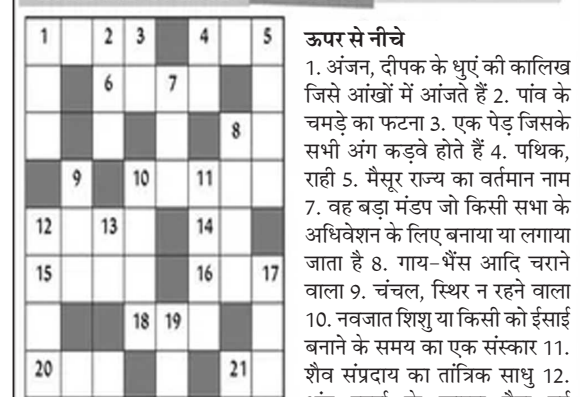 1 2 3 4 5
6 7
8
9 10 11
12 13 14
15 16 17
18 19
20 21
ऊपर से नीचे
1. अंजन, दीपक के धुएं की कालिख
जिसे आंखों में आंजते हैं 2. पांव के
चमड़े का फटना 3. एक पेड़ जिसके
सभी अंग कड़वे होते हैं 4. पथिक,
राही 5. मैसूर राज्य का वर्तमान नाम
7. वह बड़ा मंडप जो किसी सभा के
अधिवेशन के लिए बनाया या लगाया
जाता है 8. गाय-भैंस आदि चराने
वाला 9. चंचल, स्थिर न रहने वाला
10. नवजात शिशु या किसी को ईसाई
बनाने के समय का एक संस्कार 11.
शैव संप्रदाय का तांत्रिक साधु 12.